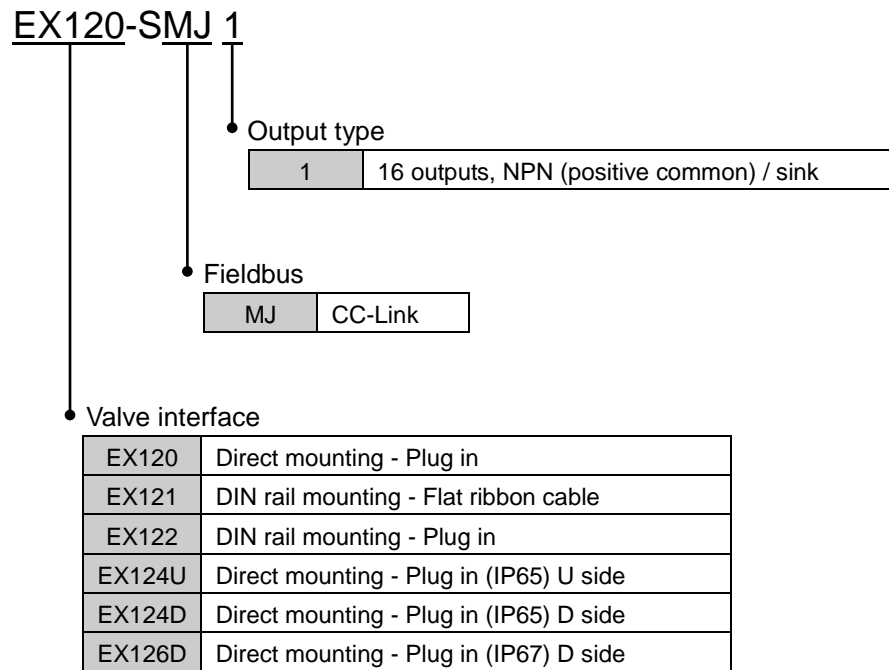 EX120-SMJ 1
Output type
1 16 outputs, NPN (positive common) / sink
Fieldbus
MJ CC-Link
Valve interface
EX120 Direct mounting - Plug in
EX121 DIN rail mounting - Flat ribbon cable
EX122 DIN rail mounting - Plug in
EX124U Direct mounting - Plug in (IP65) U side
EX124D Direct mounting - Plug in (IP65) D side
EX126D Direct mounting - Plug in (IP67) D side